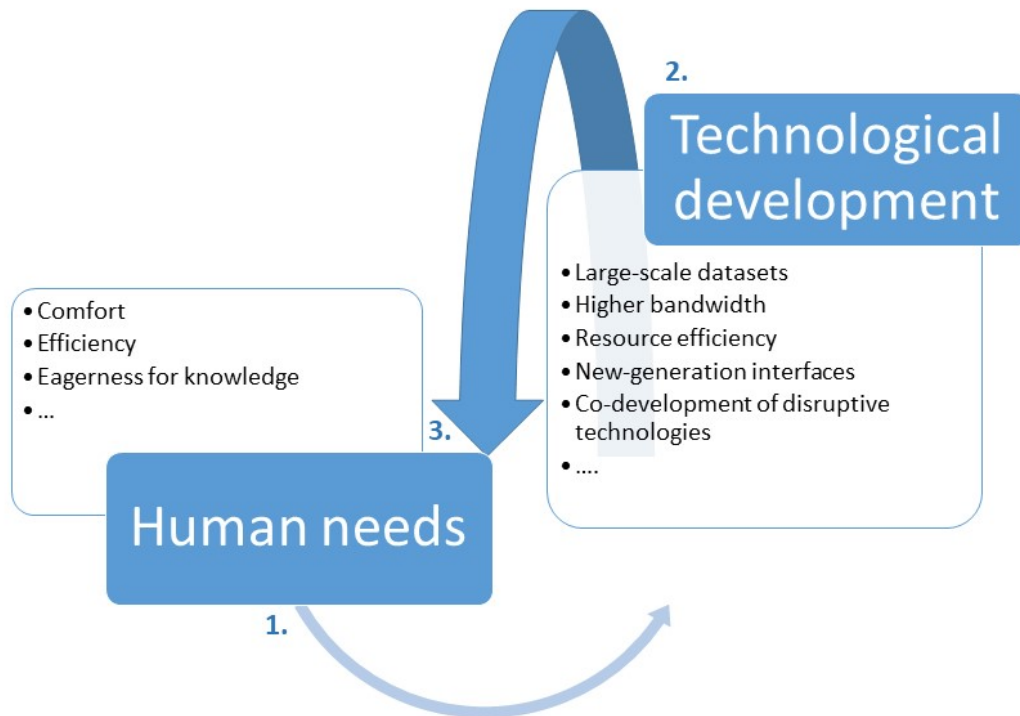 2.
Technological
development
• Large-scale datasets
• Higher bandwidth
• Resource efficiency
• New-generation interfaces
• Co-development of disruptive
technologies
• ....
• Comfort
• Efficiency
• Eagerness for knowledge
• ...
3.
Human needs
1.